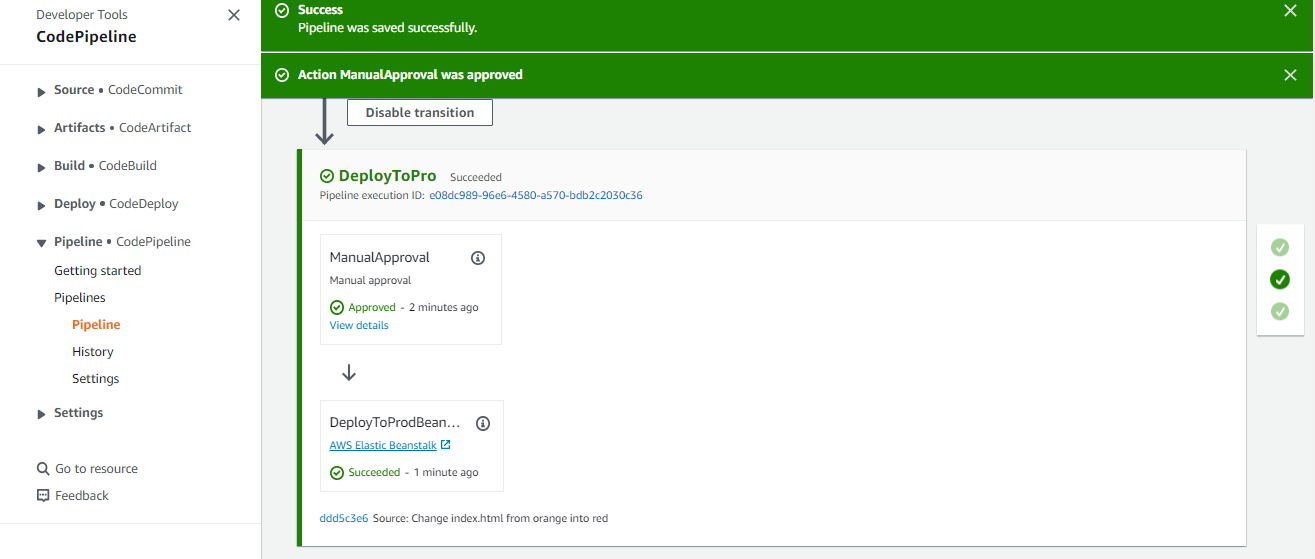 Developer Tools
CodePipeline
Source • CodeCommit
Artifacts • CodeArtifact
Build • CodeBuild
Deploy • CodeDeploy
Pipeline • CodePipeline
Getting started
Pipelines
Pipeline
History
Settings
Settings
Go to resource
Feedback
Success
Pipeline was saved successfully.
Action ManualApproval was approved
Disable transition
DeployToPro Succeeded
Pipeline execution ID: e08dc989-96e6-4580-a570-bdb2c2030c36
ManualApproval
Manual approval
Approved - 2 minutes ago
View details
DeployToProdBean...
AWS Elastic Beanstalk
Succeeded - 1 minute ago
ddd5c3e6 Source: Change index.html from orange into red